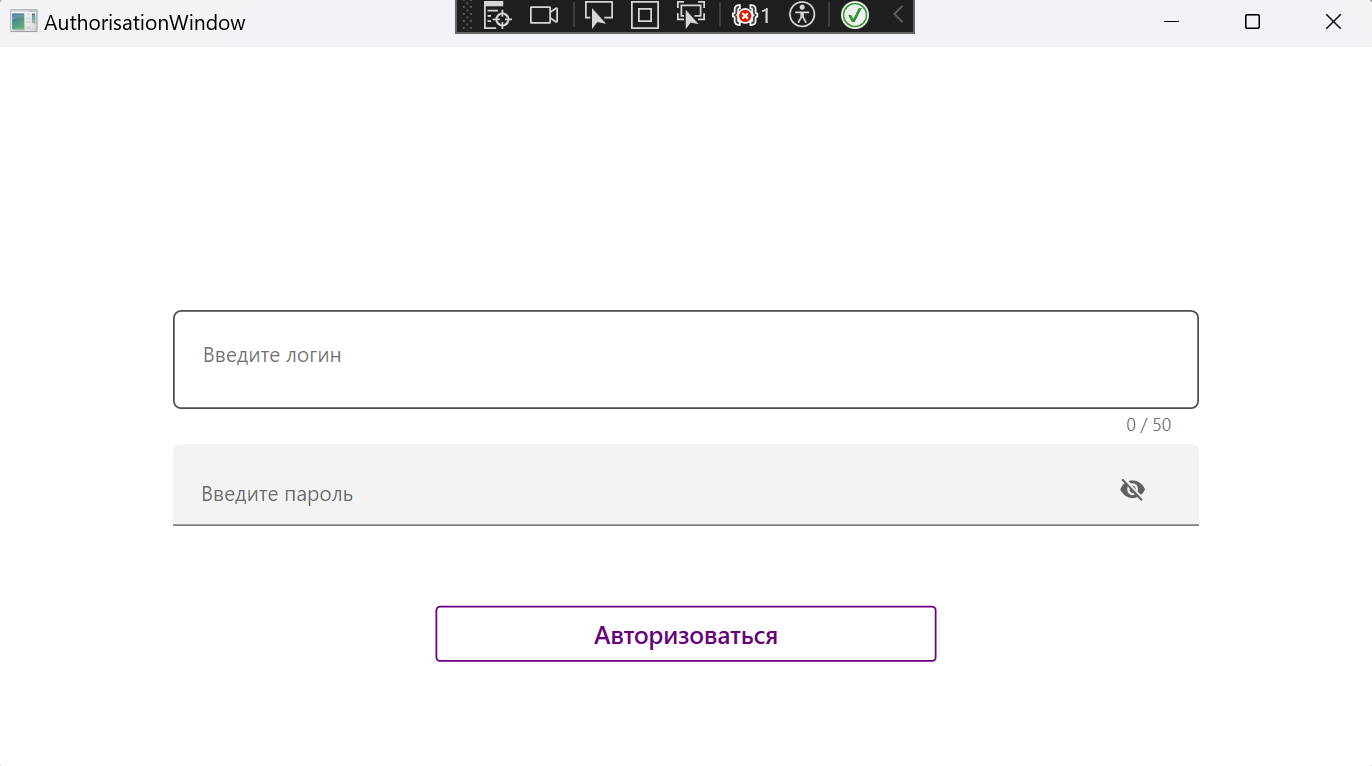 AuthorisationWindow
1
Введите логин
0 / 50
Введите пароль
Авторизоваться